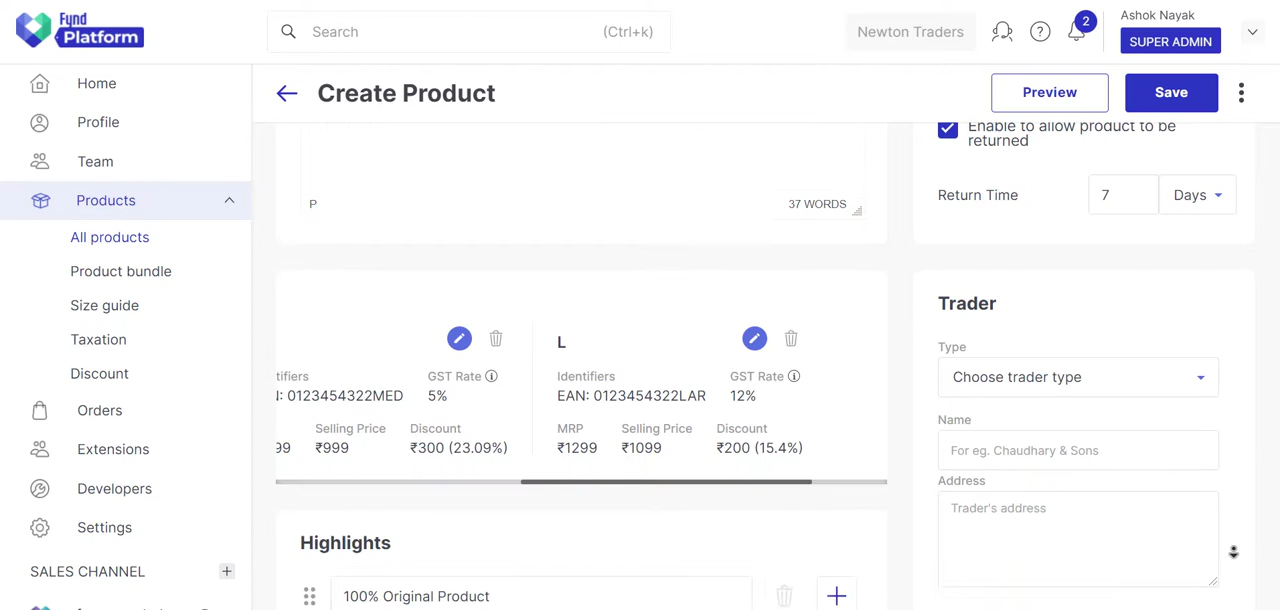 Fynd
Platform
Search
(Ctrl+k)
Newton Traders
?
2
Ashok Nayak
SUPER ADMIN
Home
Profile
Team
Products
All products
Product bundle
Size guide
Taxation
Discount
Orders
Extensions
Developers
Settings
SALES CHANNEL
+
Create Product
Preview
Save
P
37 WORDS
Enable to allow product to be
returned
Return Time
7
Days
tifiers
GST Rate
: 0123454322MED
5%
Selling Price
Discount
99
₹999
₹300 (23.09%)
L
Identifiers
GST Rate
EAN: 0123454322LAR
12%
MRP
Selling Price
Discount
₹1299
₹1099
₹200 (15.4%)
Trader
Type
Choose trader type
Name
For eg. Chaudhary & Sons
Address
Trader's address
Highlights
100% Original Product
+